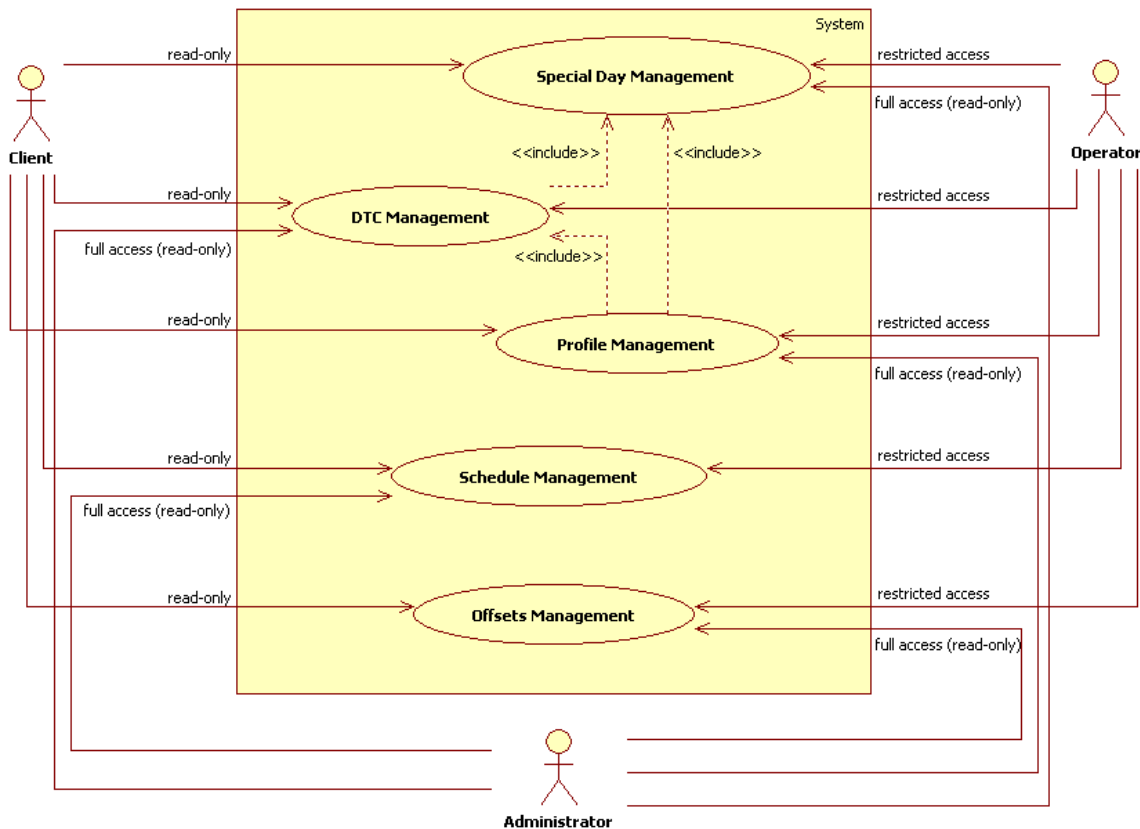 System
read-only
restricted access
Special Day Management
full access (read-only)
Client
Operator
<<include>>
<<include>>
read-only
restricted access
DTC Management
full access (read-only)
<<include>>
read-only
restricted access
Profile Management
full access (read-only)
read-only
restricted access
Schedule Management
full access (read-only)
read-only
restricted access
Offsets Management
full access (read-only)
Administrator